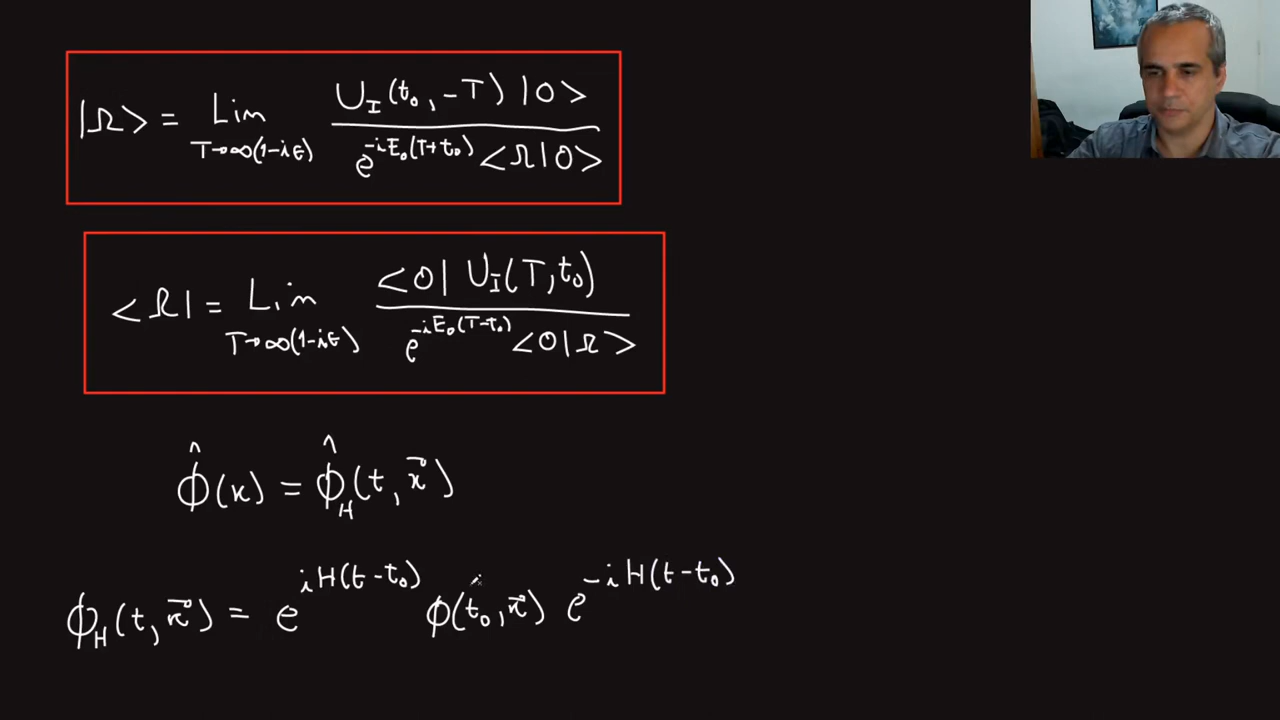 |Ω> = Lim T→∞(1-iε) U_I(t₀,-T) |0> / e^{-iE₀(T+t₀)} <Ω|0>
<Ω| = Lim T→∞(1-iε) <0| U_I(T,t₀) / e^{-iE₀(T-t₀)} <0|Ω>
ϕ̂(x) = ϕ̂_H(t, x⃗)
ϕ_H(t, x⃗) = e^{iH(t-t₀)} ϕ(t₀, x⃗) e^{-iH(t-t₀)}